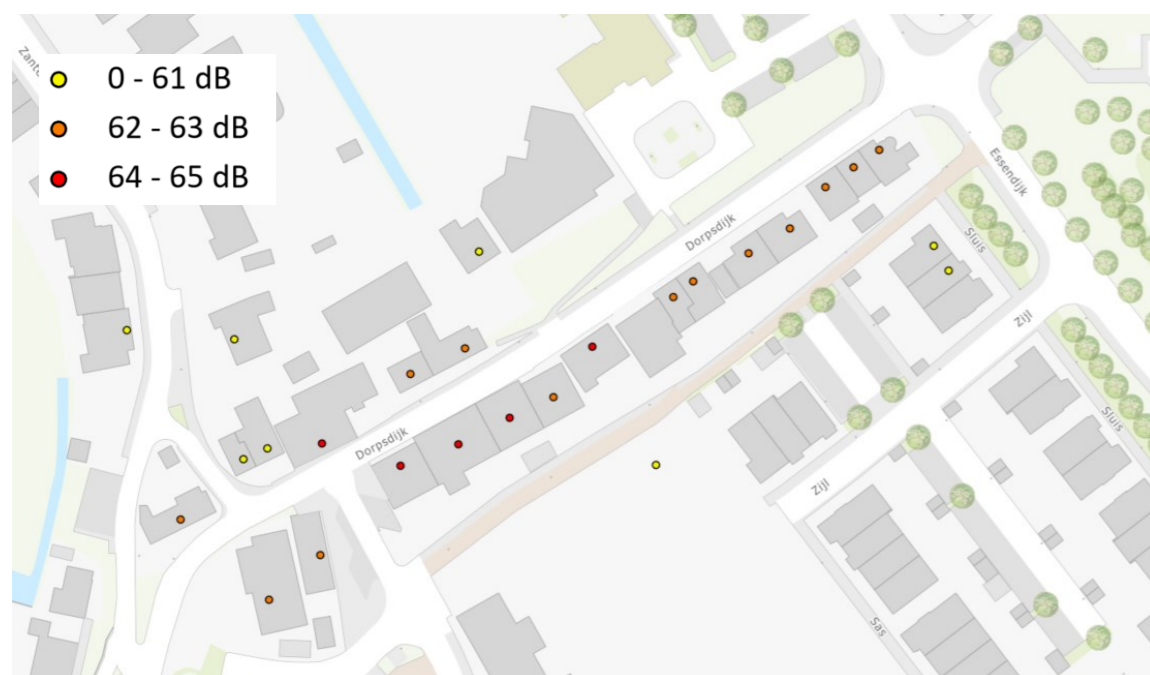 0 - 61 dB
62 - 63 dB
64 - 65 dB
Essendijk
Dorpsdijk
Sluis
Zijl
Dorpsdijk
Sluis
Zijl
Sas